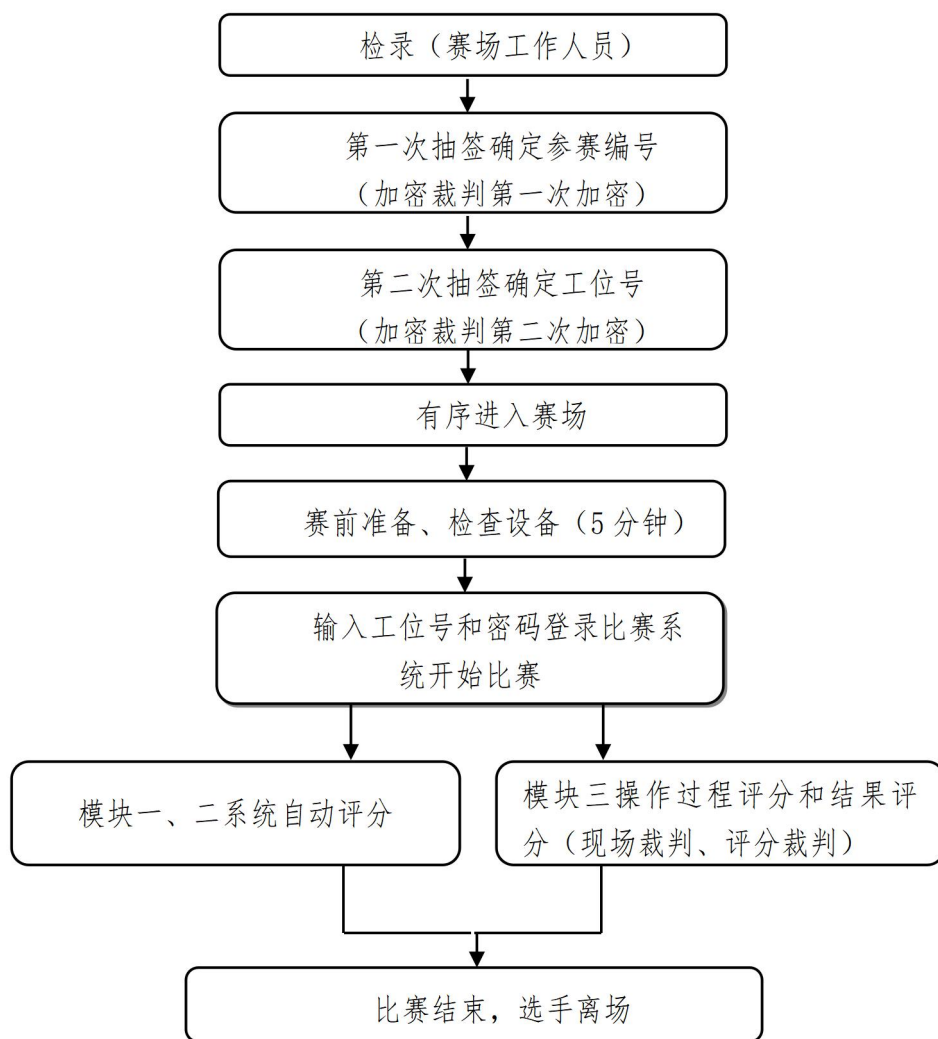 检录（赛场工作人员）
第一次抽签确定参赛编号
（加密裁判第一次加密）
第二次抽签确定工位号
（加密裁判第二次加密）
有序进入赛场
赛前准备、检查设备（5分钟）
输入工位号和密码登录比赛系
统开始比赛
模块一、二系统自动评分
模块三操作过程评分和结果评
分（现场裁判、评分裁判）
比赛结束，选手离场